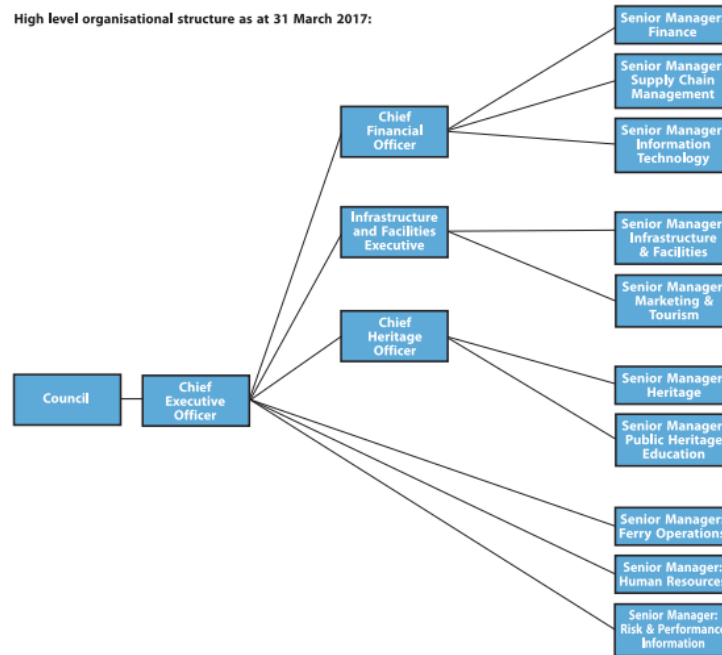 High level organisational structure as at 31 March 2017:
Senior Manager:
Finance
Senior Manager:
Supply Chain
Management
Senior Manager:
Information
Technology
Chief
Financial
Officer
Infrastructure
and Facilities
Executive
Senior Manager:
Infrastructure
& Facilities
Senior Manager:
Marketing &
Tourism
Chief
Heritage
Officer
Senior Manager:
Heritage
Senior Manager:
Public Heritage
Education
Council
Chief
Executive
Officer
Senior Manager:
Ferry Operations
Senior Manager:
Human Resources
Senior Manager:
Risk & Performance
Information